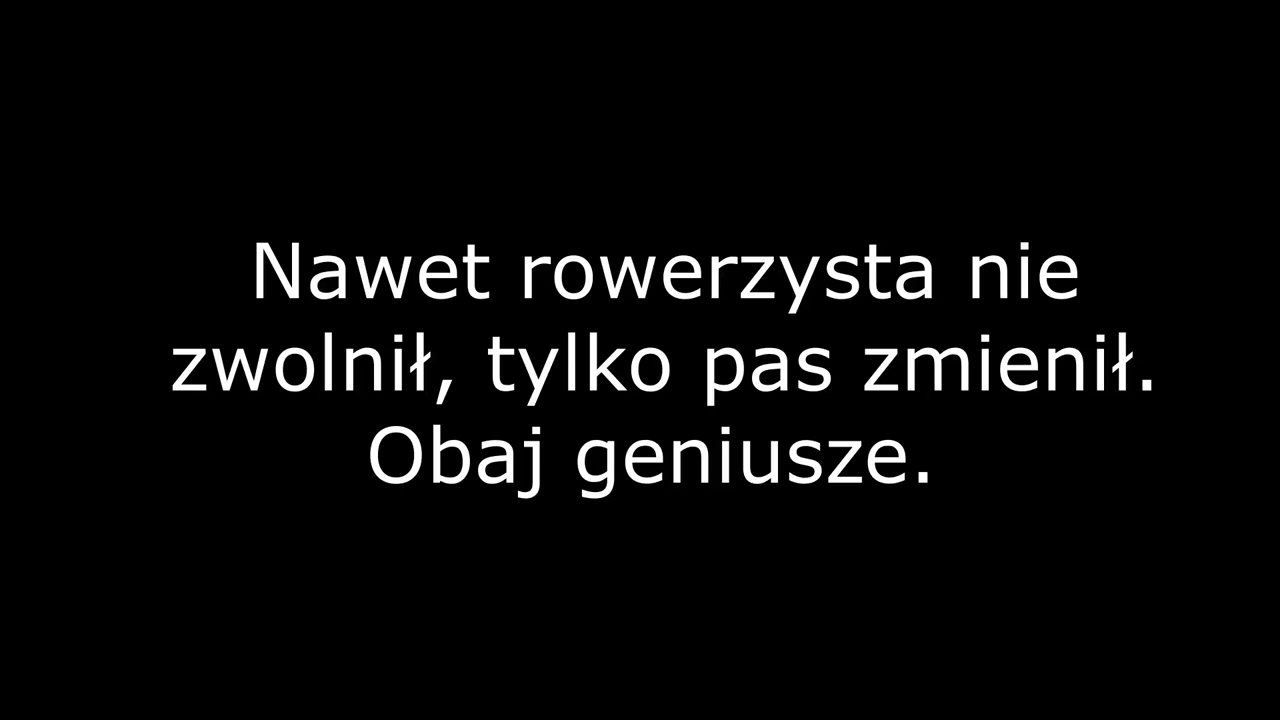 Nawet rowerzysta nie
zwolnił, tylko pas zmienił.
Obaj geniusze.